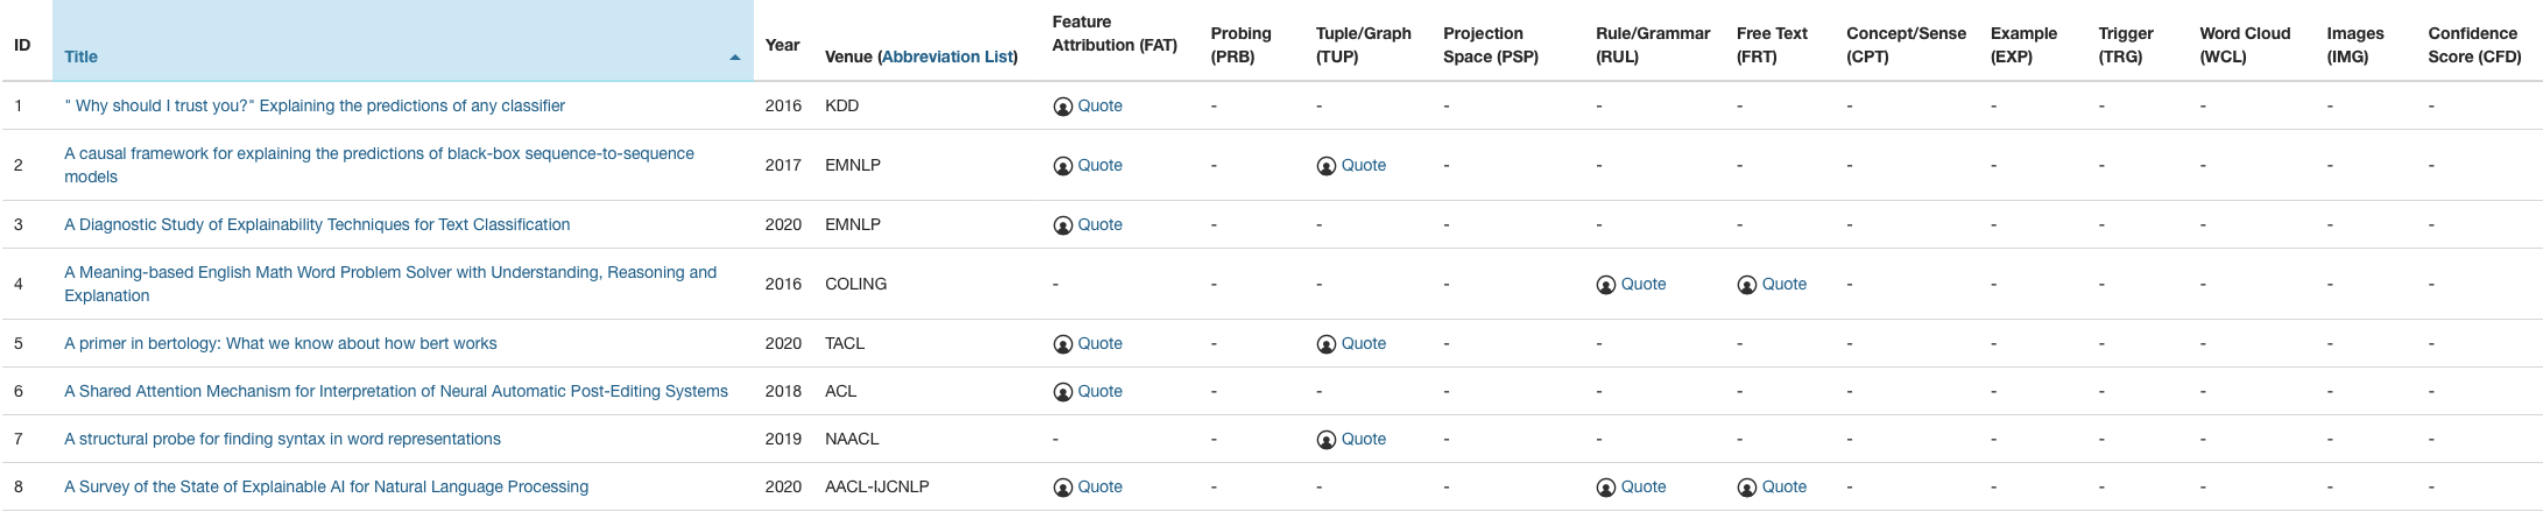 ID Title Year Venue (Abbreviation List) Feature Attribution (FAT) Probing (PRB) Tuple/Graph (TUP) Projection Space (PSP) Rule/Grammar (RUL) Free Text (FRT) Concept/Sense (CPT) Example (EXP) Trigger (TRG) Word Cloud (WCL) Images (IMG) Confidence Score (CFD)
1 " Why should I trust you?" Explaining the predictions of any classifier 2016 KDD Quote - - - - - - - - - - -
2 A causal framework for explaining the predictions of black-box sequence-to-sequence models 2017 EMNLP Quote - Quote - - - - - - - - -
3 A Diagnostic Study of Explainability Techniques for Text Classification 2020 EMNLP Quote - - - - - - - - - - -
4 A Meaning-based English Math Word Problem Solver with Understanding, Reasoning and Explanation 2016 COLING - - - - Quote Quote - - - - - -
5 A primer in bertology: What we know about how bert works 2020 TACL Quote - Quote - - - - - - - - -
6 A Shared Attention Mechanism for Interpretation of Neural Automatic Post-Editing Systems 2018 ACL Quote - - - - - - - - - - -
7 A structural probe for finding syntax in word representations 2019 NAACL - - Quote - - - - - - - - -
8 A Survey of the State of Explainable AI for Natural Language Processing 2020 AACL-IJCNLP Quote - - - Quote Quote - - - - - -